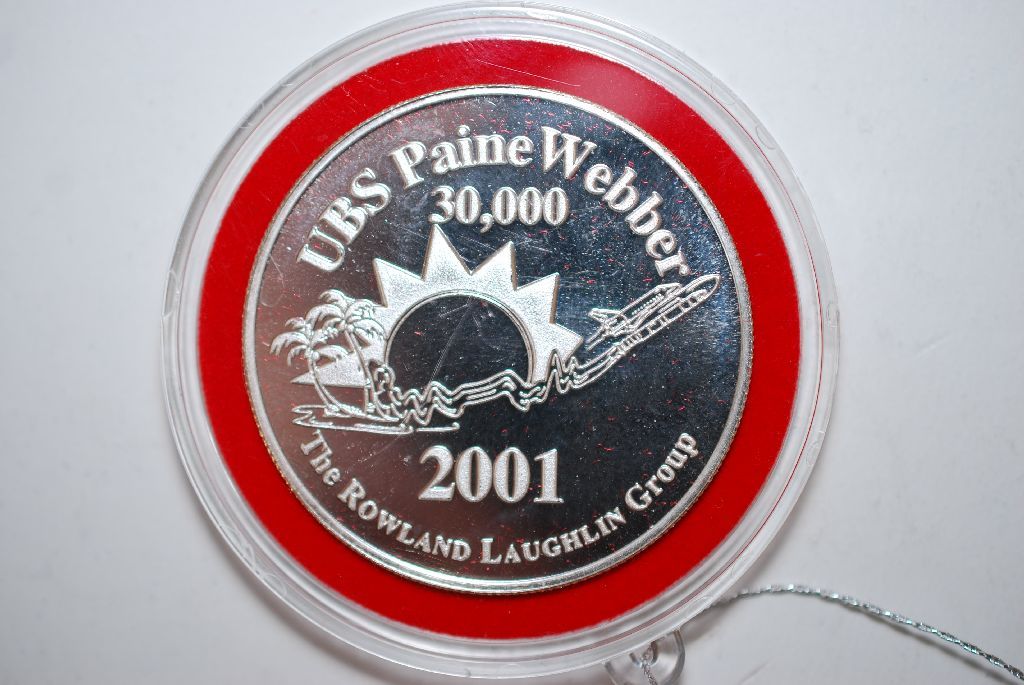 UBS PaineWebber
30,000
2001
The Rowland Laughlin Group